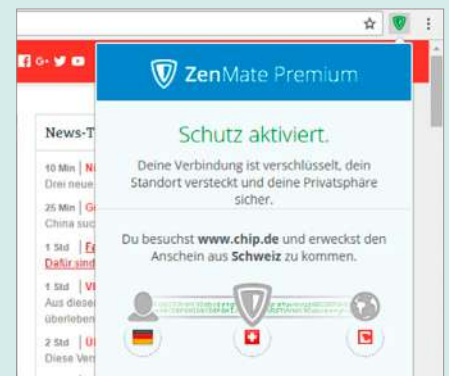 ZenMate Premium
News-T
Schutz aktiviert.
10 Min
Drei neue
Deine Verbindung ist verschlüsselt, dein
Standort versteckt und deine Privatsphäre
sicher.
25 Min
China suc
1 Std
Dafür sind
Du besuchst www.chip.de und erweckst den
Anschein aus Schweiz zu kommen.
1 Std
Aus diese
überleben
2 Std
Diese Ver